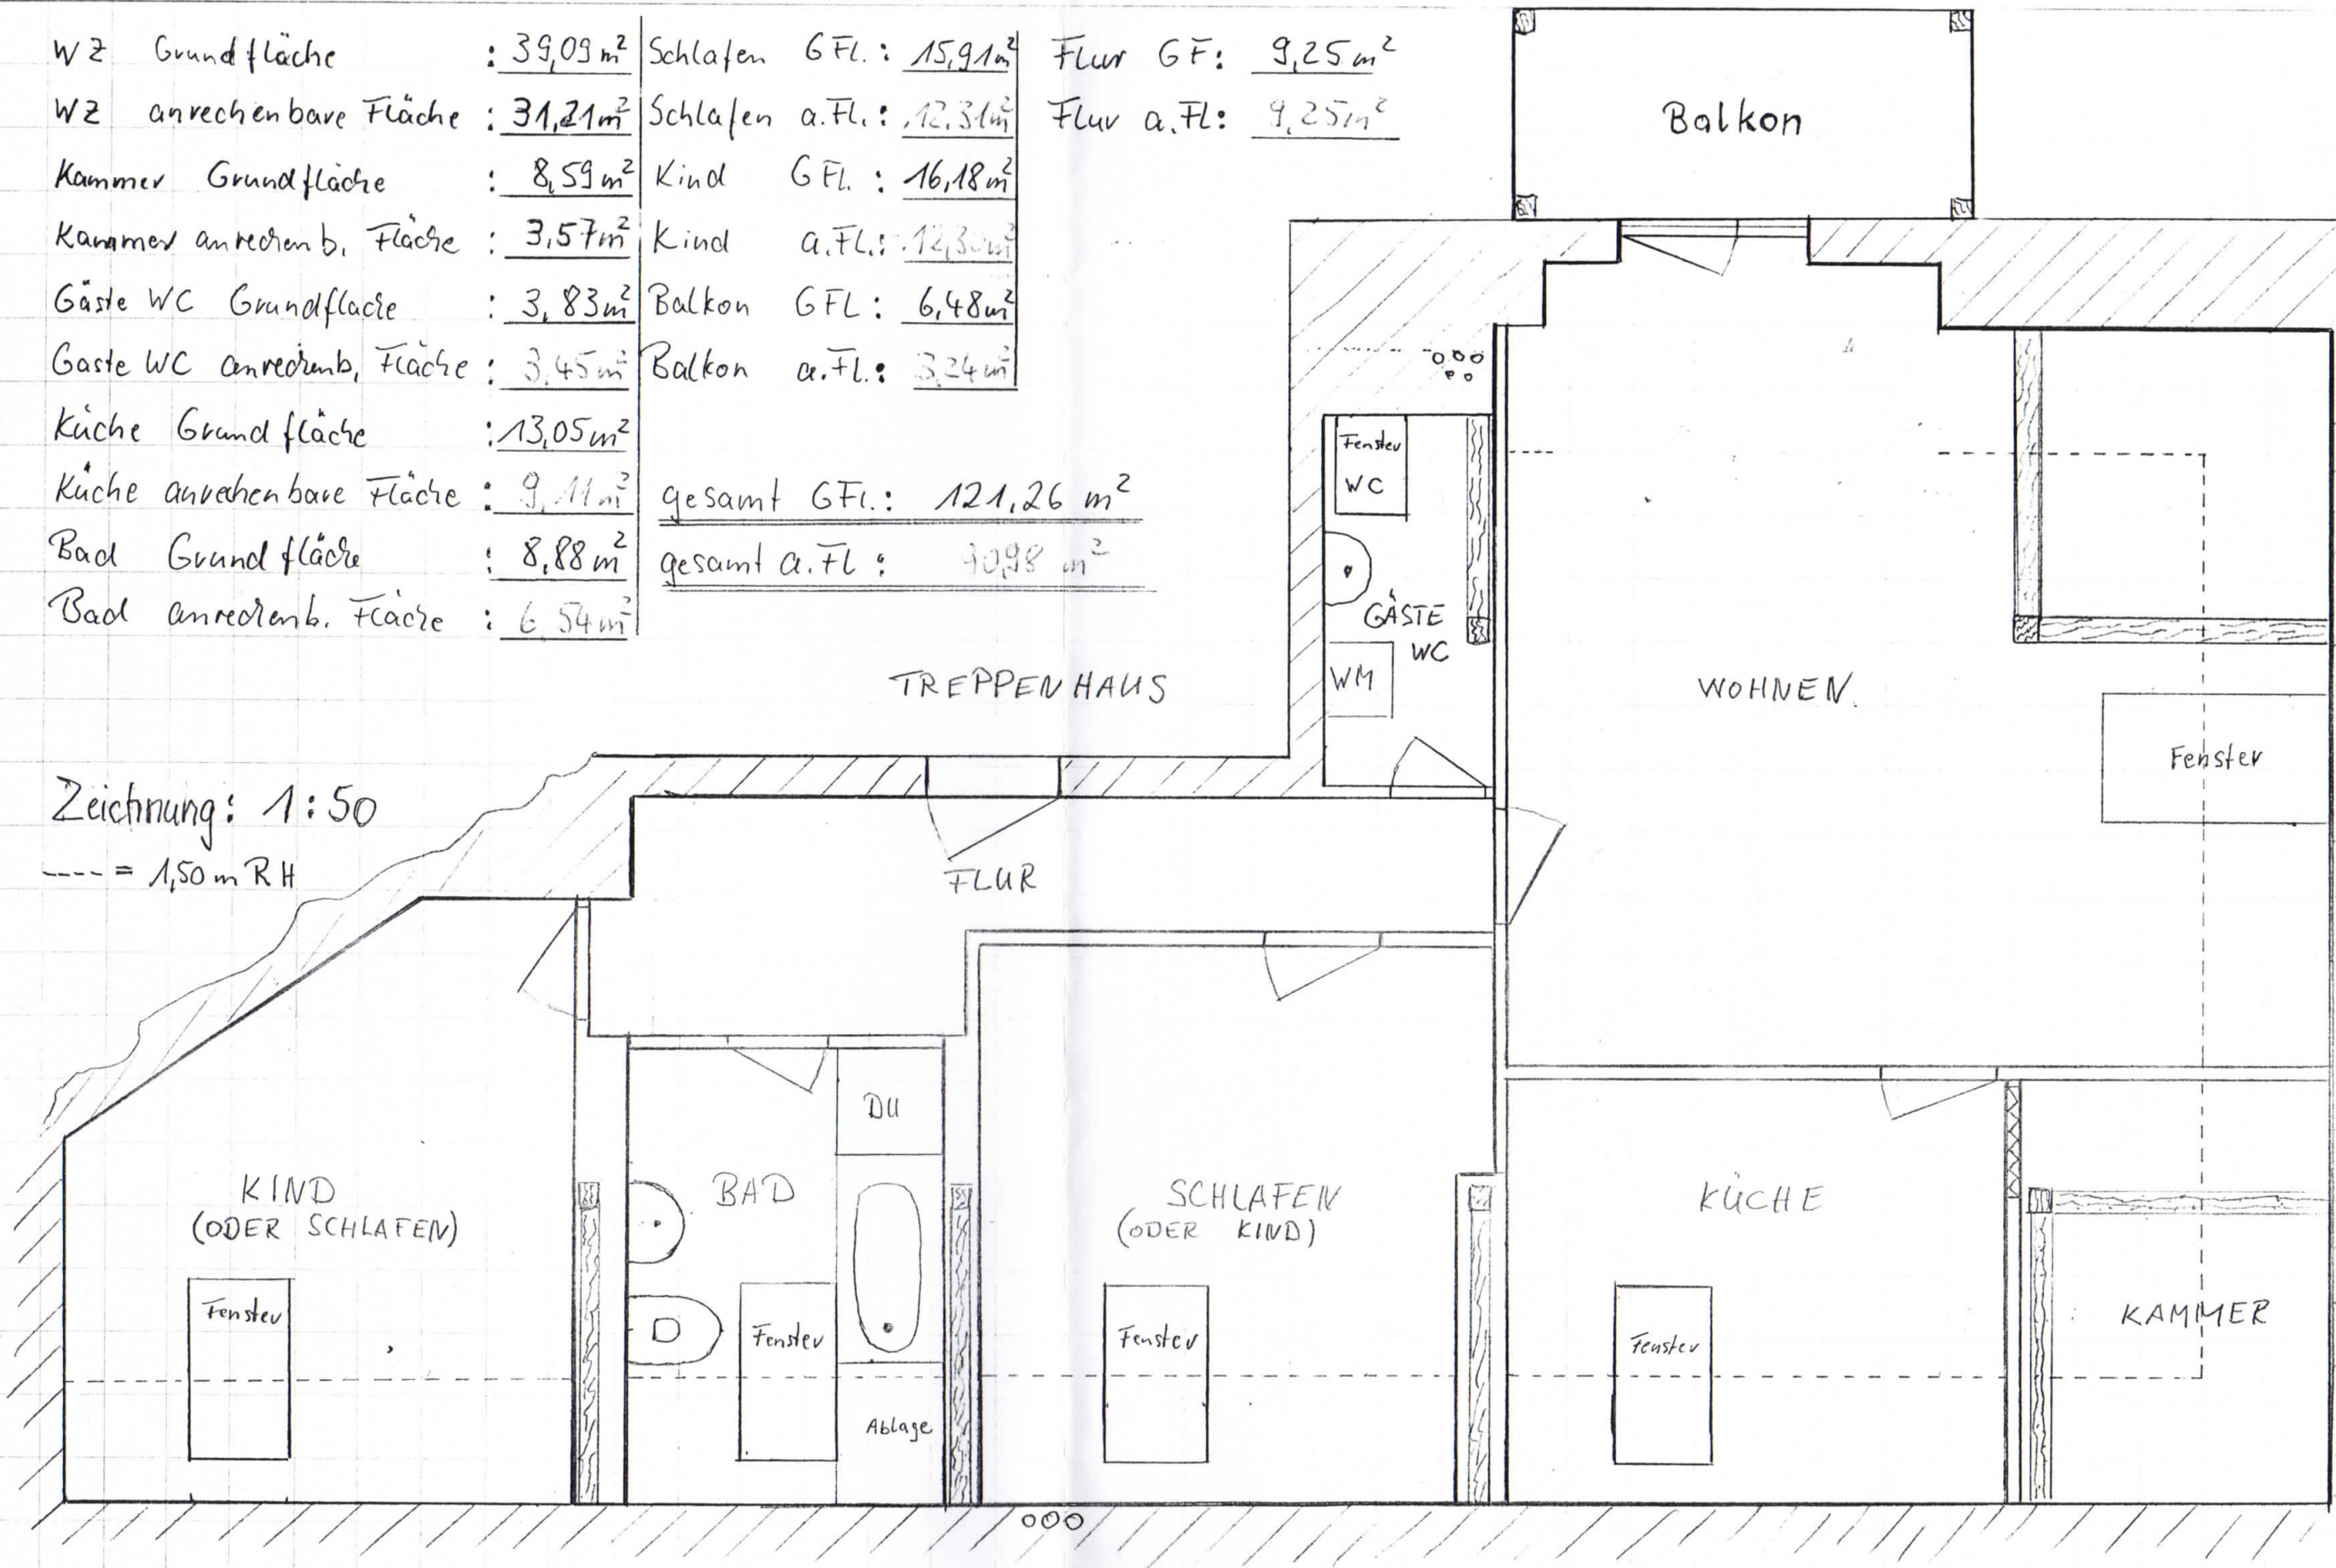 WZ Grundfläche : 39,09 m²
WZ anrechenbare Fläche : 31,21 m²
Kammer Grundfläche : 8,59 m²
Kammer anrechenb. Fläche : 3,57 m²
Gäste WC Grundfläche : 3,83 m²
Gäste WC anrechenb. Fläche : 3,45 m²
Küche Grundfläche : 13,05 m²
Küche anrechenbare Fläche : 9,11 m²
Bad Grundfläche : 8,88 m²
Bad anrechenb. Fläche : 6,54 m²
Schlafen GFL. : 15,91 m²
Schlafen a.FL. : 12,31 m²
Kind GFL. : 16,18 m²
Kind a.FL. :
Balkon GFL : 6,48 m²
Balkon a.FL. : 3,24 m²
Flur GF : 9,25 m²
Flur a.FL : 9,25 m²
gesamt GFL. : 121,26 m²
gesamt a.FL : 90,98 m²
Balkon
Fenster
WC
GÄSTE
WC
WM
TREPPENHAUS
WOHNEN
Fenster
Zeichnung: 1:50
---- = 1,50 m RH
FLUR
DU
KIND
(ODER SCHLAFEN)
BAD
SCHLAFEN
(ODER KIND)
KÜCHE
KAMMER
Fenster
Fenster
Fenster
Fenster
Ablage